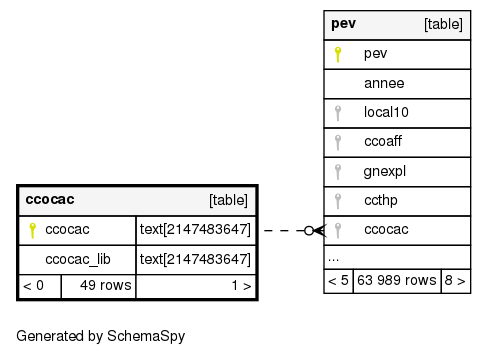 pev [table]
pev
annee
local10
ccoaff
gnexpl
ccthp
ccocac
...
< 5 63 989 rows 8 >
ccocac [table]
ccocac text[2147483647]
ccocac_lib text[2147483647]
< 0 49 rows 1 >
Generated by SchemaSpy